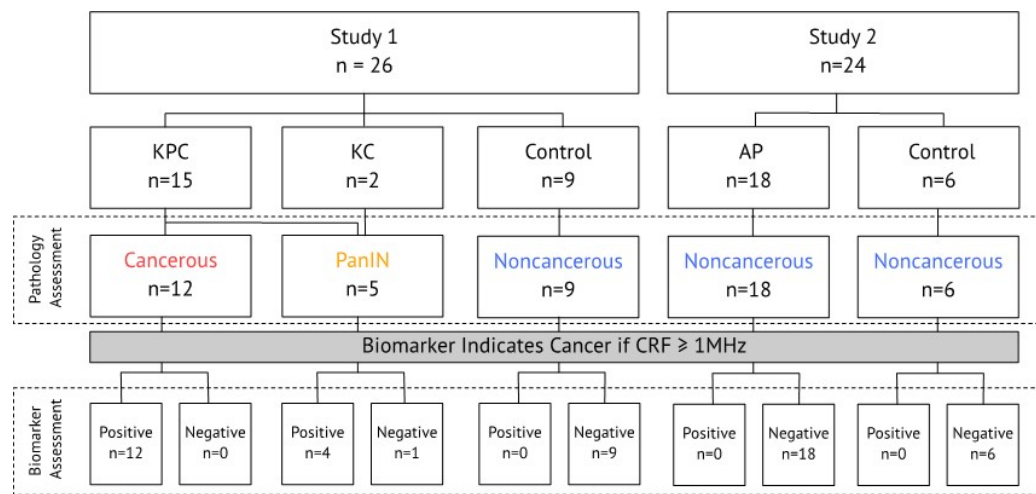 Study 1
n = 26
Study 2
n=24
KPC
n=15
KC
n=2
Control
n=9
AP
n=18
Control
n=6
Pathology
Assessment
Cancerous
n=12
PanIN
n=5
Noncancerous
n=9
Noncancerous
n=18
Noncancerous
n=6
Biomarker Indicates Cancer if CRF ⩾ 1MHz
Biomarker
Assessment
Positive
n=12
Negative
n=0
Positive
n=4
Negative
n=1
Positive
n=0
Negative
n=9
Positive
n=0
Negative
n=18
Positive
n=0
Negative
n=6